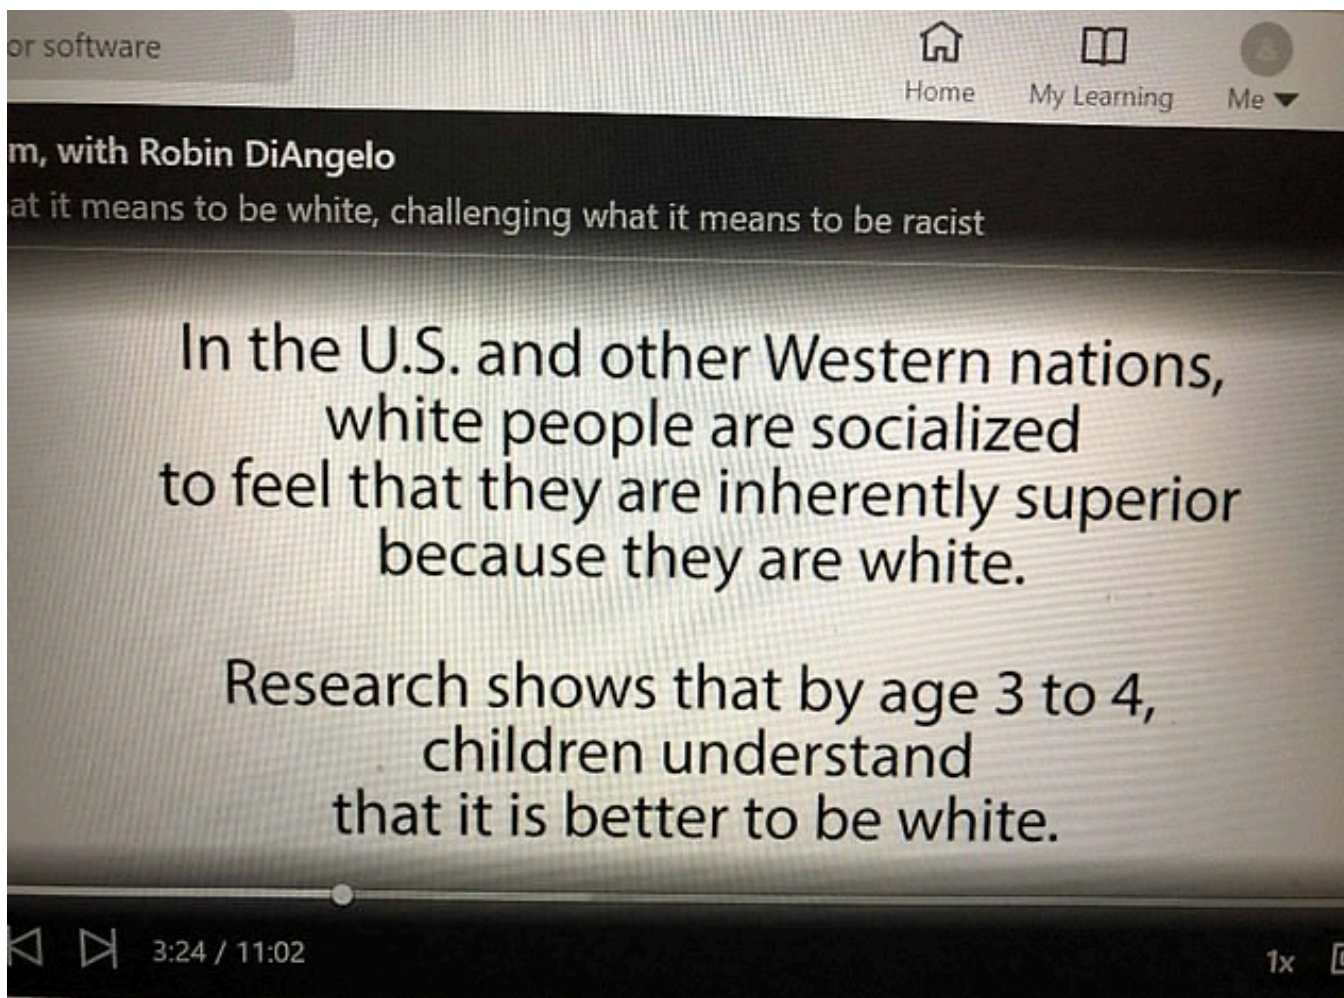 or software
Home
My Learning
Me
m, with Robin DiAngelo
at it means to be white, challenging what it means to be racist
In the U.S. and other Western nations,
white people are socialized
to feel that they are inherently superior
because they are white.
Research shows that by age 3 to 4,
children understand
that it is better to be white.
3:24 / 11:02
1x